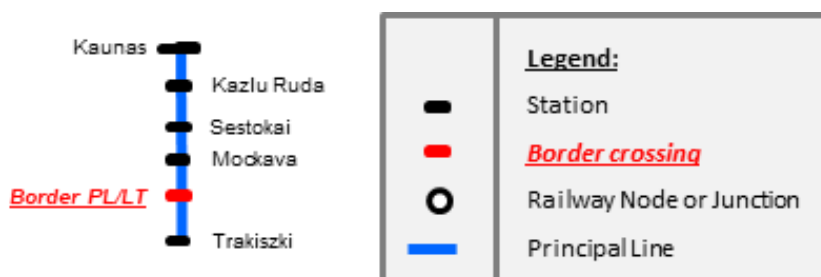 Kaunas
Kazlu Ruda
Sestokai
Mockava
Border PL/LT
Trakiszki
Legend:
Station
Border crossing
Railway Node or Junction
Principal Line